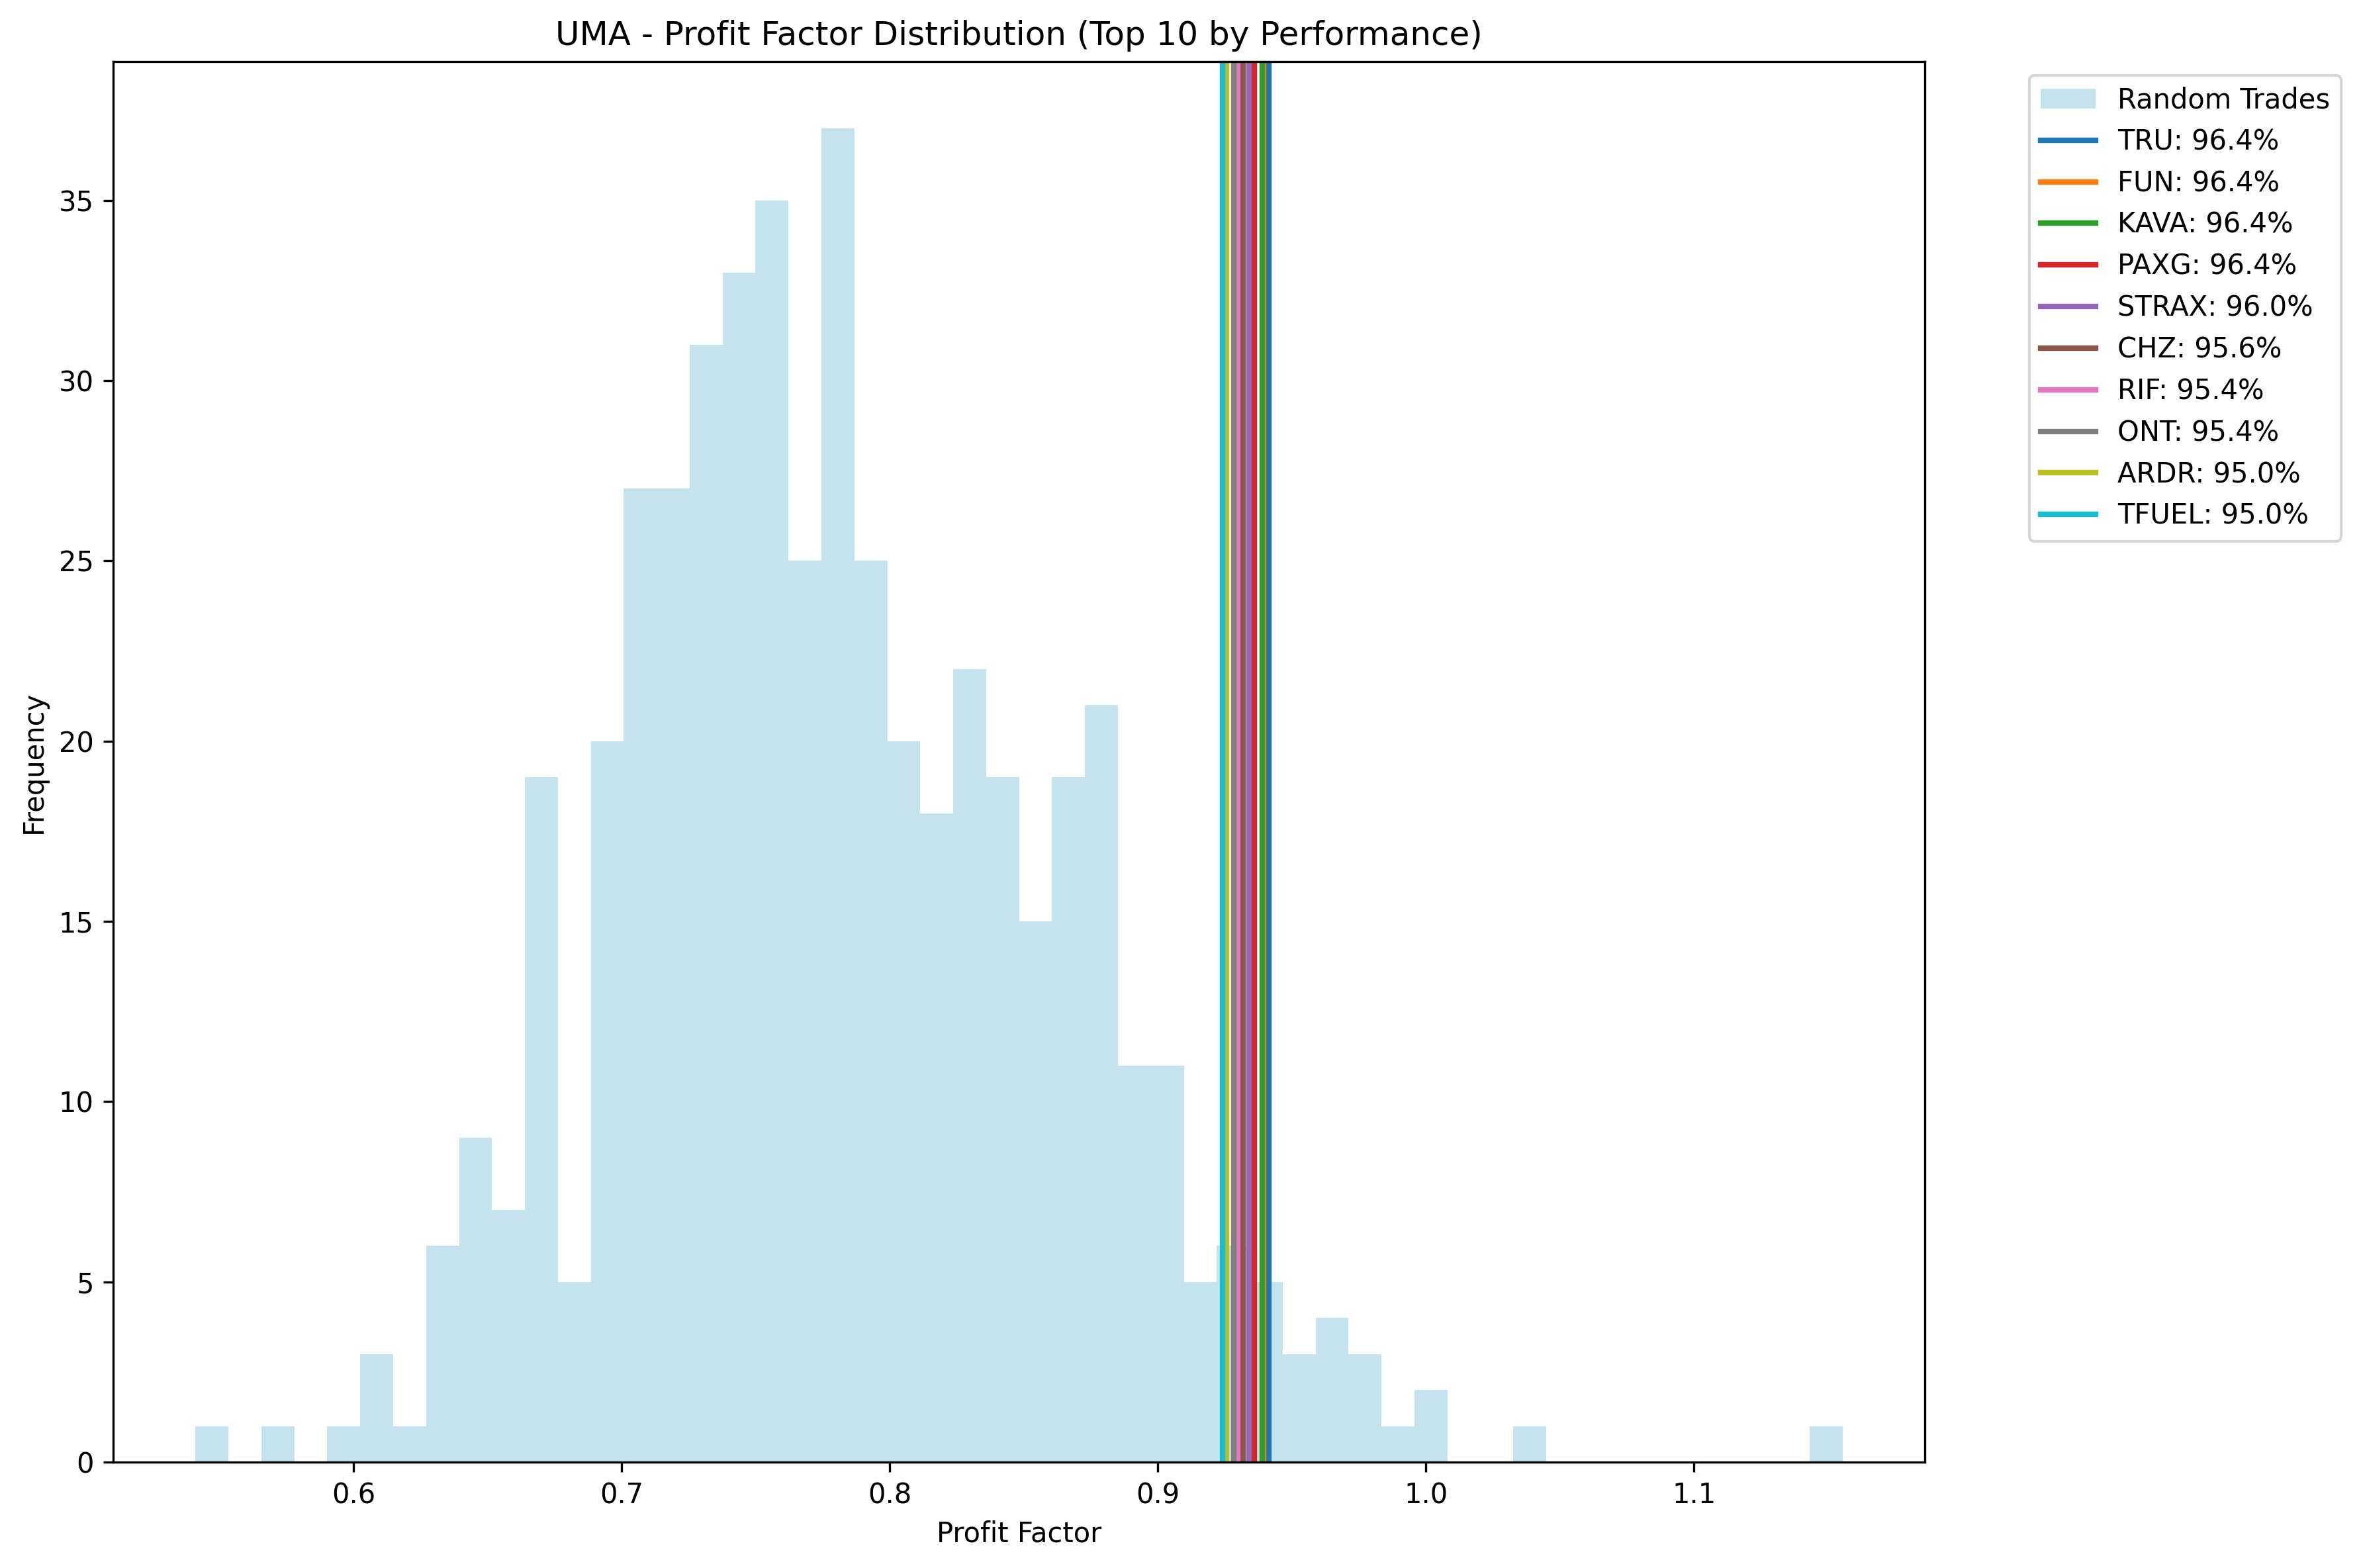 UMA - Profit Factor Distribution (Top 10 by Performance)
Frequency
35
30
25
20
15
10
5
0
0.6 0.7 0.8 0.9 1.0 1.1
Profit Factor
Random Trades
TRU: 96.4%
FUN: 96.4%
KAVA: 96.4%
PAXG: 96.4%
STRAX: 96.0%
CHZ: 95.6%
RIF: 95.4%
ONT: 95.4%
ARDR: 95.0%
TFUEL: 95.0%